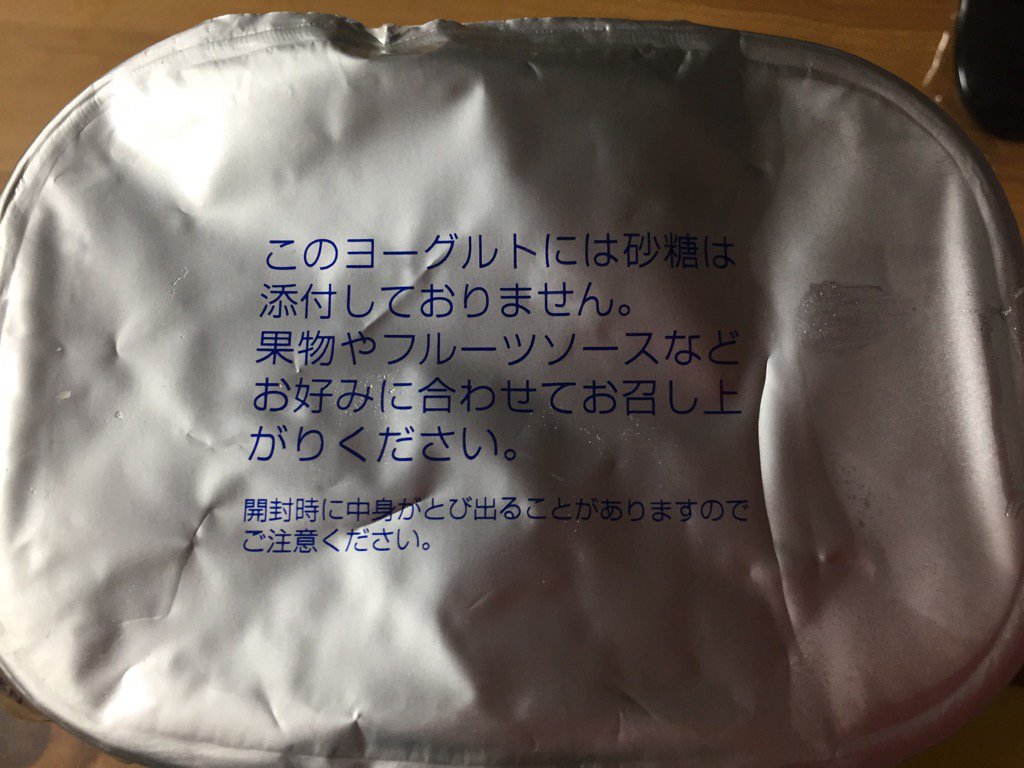 このヨーグルトには砂糖は
添付しておりません。
果物やフルーツソースなど
お好みに合わせてお召し上
がりください。
開封時に中身がとび出ることがありますので
ご注意ください。